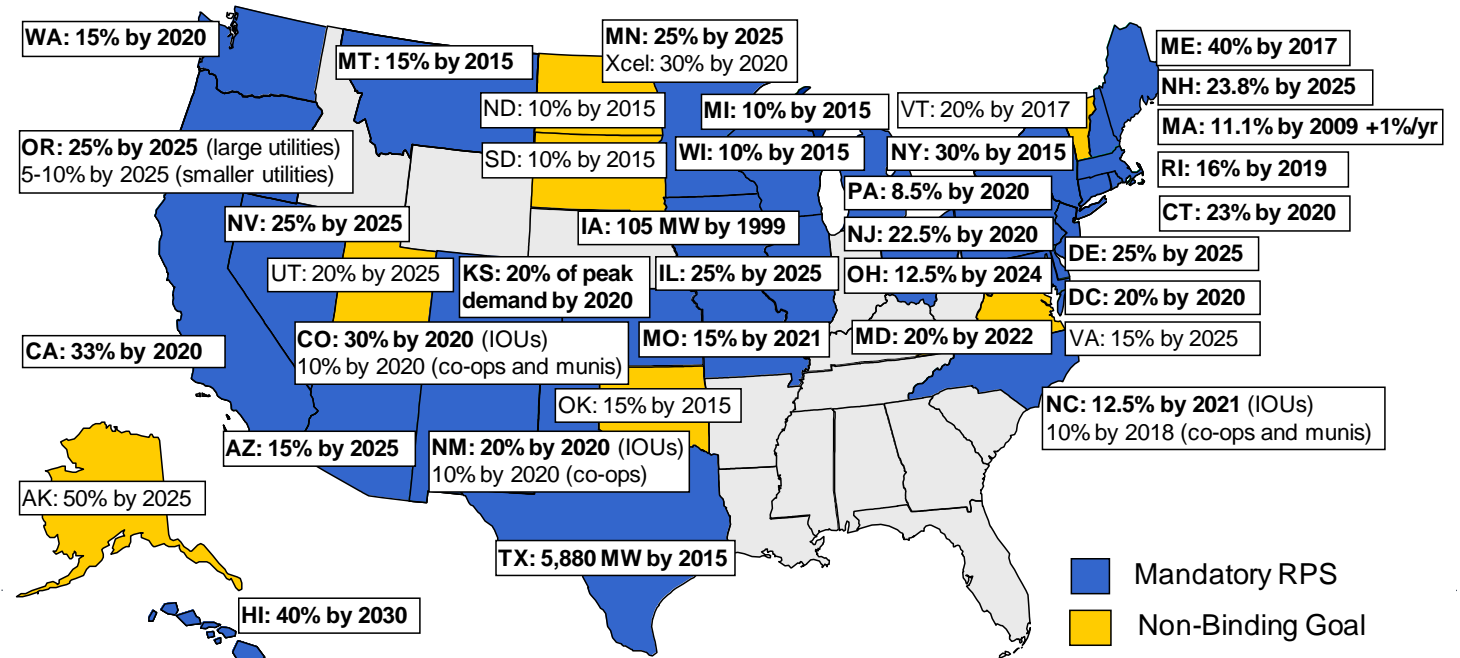 WA: 15% by 2020
MT: 15% by 2015
MN: 25% by 2025
Xcel: 30% by 2020
ME: 40% by 2017
NH: 23.8% by 2025
ND: 10% by 2015
MI: 10% by 2015
VT: 20% by 2017
MA: 11.1% by 2009 +1%/yr
OR: 25% by 2025 (large utilities)
5-10% by 2025 (smaller utilities)
SD: 10% by 2015
WI: 10% by 2015
NY: 30% by 2015
RI: 16% by 2019
PA: 8.5% by 2020
CT: 23% by 2020
NV: 25% by 2025
IA: 105 MW by 1999
NJ: 22.5% by 2020
DE: 25% by 2025
UT: 20% by 2025
KS: 20% of peak
demand by 2020
IL: 25% by 2025
OH: 12.5% by 2024
DC: 20% by 2020
CA: 33% by 2020
CO: 30% by 2020 (IOUs)
10% by 2020 (co-ops and munis)
MO: 15% by 2021
MD: 20% by 2022
VA: 15% by 2025
OK: 15% by 2015
NC: 12.5% by 2021 (IOUs)
10% by 2018 (co-ops and munis)
AZ: 15% by 2025
NM: 20% by 2020 (IOUs)
10% by 2020 (co-ops)
AK: 50% by 2025
TX: 5,880 MW by 2015
HI: 40% by 2030
Mandatory RPS
Non-Binding Goal